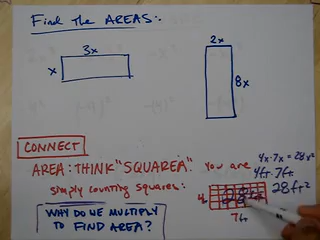 Find the AREAS:
3x
x
2x
8x
CONNECT
AREA: THINK "SQUAREA." You are
simply counting squares:
4x·7x = 28x²
4ft·7ft
28ft²
7ft
WHY DO WE MULTIPLY
TO FIND AREA?